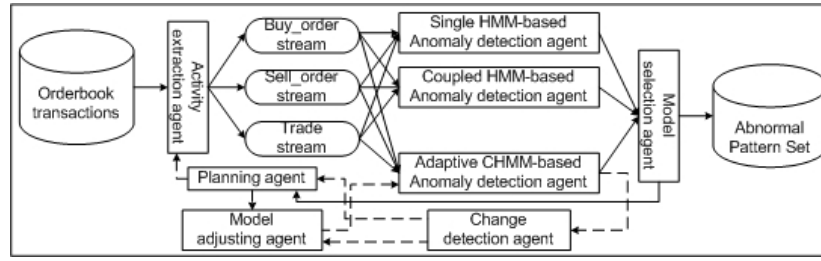 Orderbook
transactions
Activity
extraction agent
Buy_order
stream
Sell_order
stream
Trade
stream
Single HMM-based
Anomaly detection agent
Coupled HMM-based
Anomaly detection agent
Adaptive CHMM-based
Anomaly detection agent
Model
selection agent
Abnormal
Pattern Set
Planning agent
Model
adjusting agent
Change
detection agent